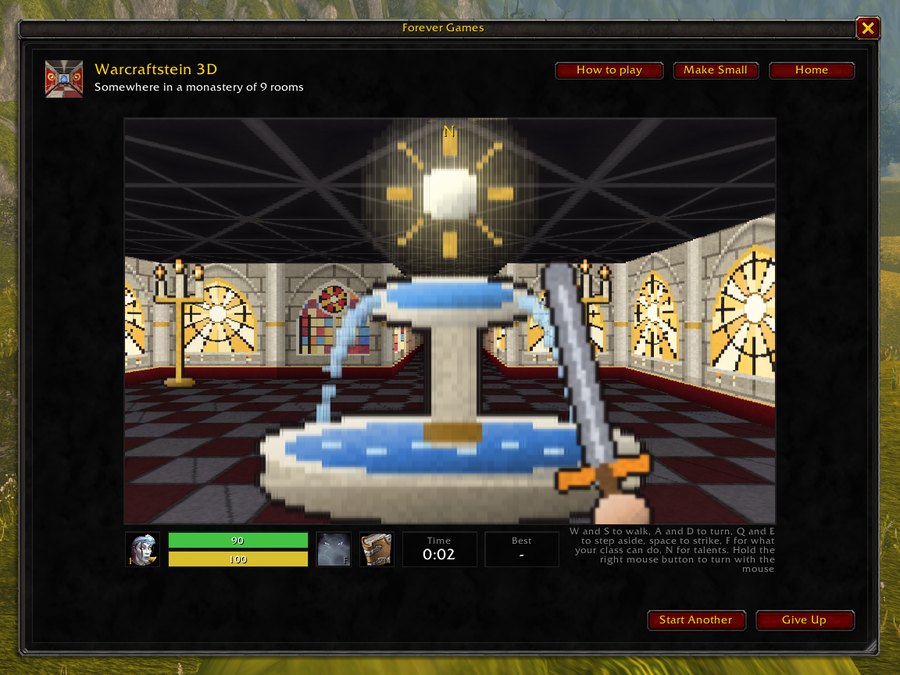 Forever Games
Warcraftstein 3D
Somewhere in a monastery of 9 rooms
How to play
Make Small
Home
N
90
100
Time
0:02
Best
-
W and S to walk, A and D to turn, Q and E
to step aside, space to strike, F for what
your class can do, N for talents. Hold the
right mouse button to turn with the
mouse
Start Another
Give Up